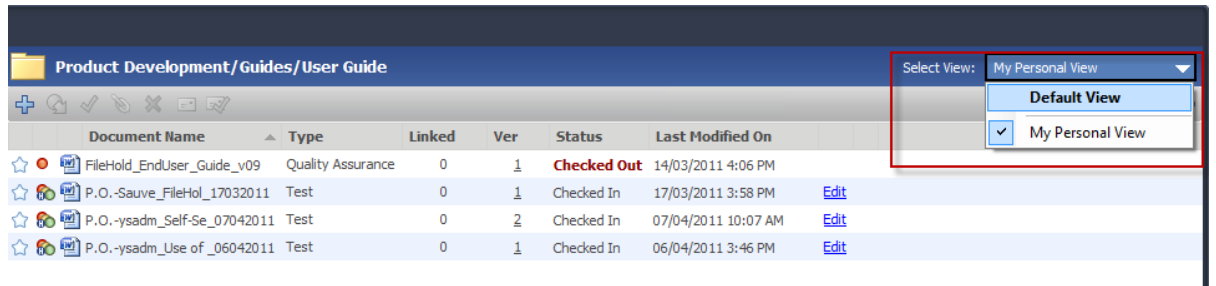 Product Development/Guides/User Guide Select View: My Personal View
Default View
My Personal View
Document Name Type Linked Ver Status Last Modified On
FileHold_EndUser_Guide_v09 Quality Assurance 0 1 Checked Out 14/03/2011 4:06 PM
P.O.-Sauve_FileHol_17032011 Test 0 1 Checked In 17/03/2011 3:58 PM Edit
P.O.-ysadm_Self-Se_07042011 Test 0 2 Checked In 07/04/2011 10:07 AM Edit
P.O.-ysadm_Use of _06042011 Test 0 1 Checked In 06/04/2011 3:46 PM Edit